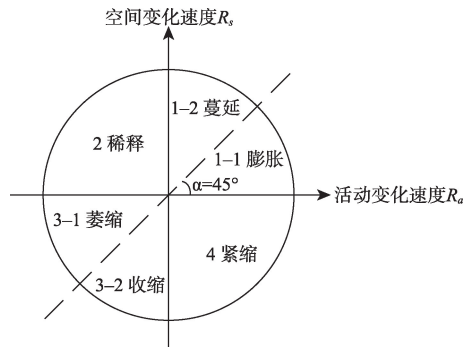 空间变化速度Rs
1–2 蔓延
2 稀释
1–1 膨胀
α=45°
活动变化速度Ra
3–1 萎缩
4 紧缩
3–2 收缩